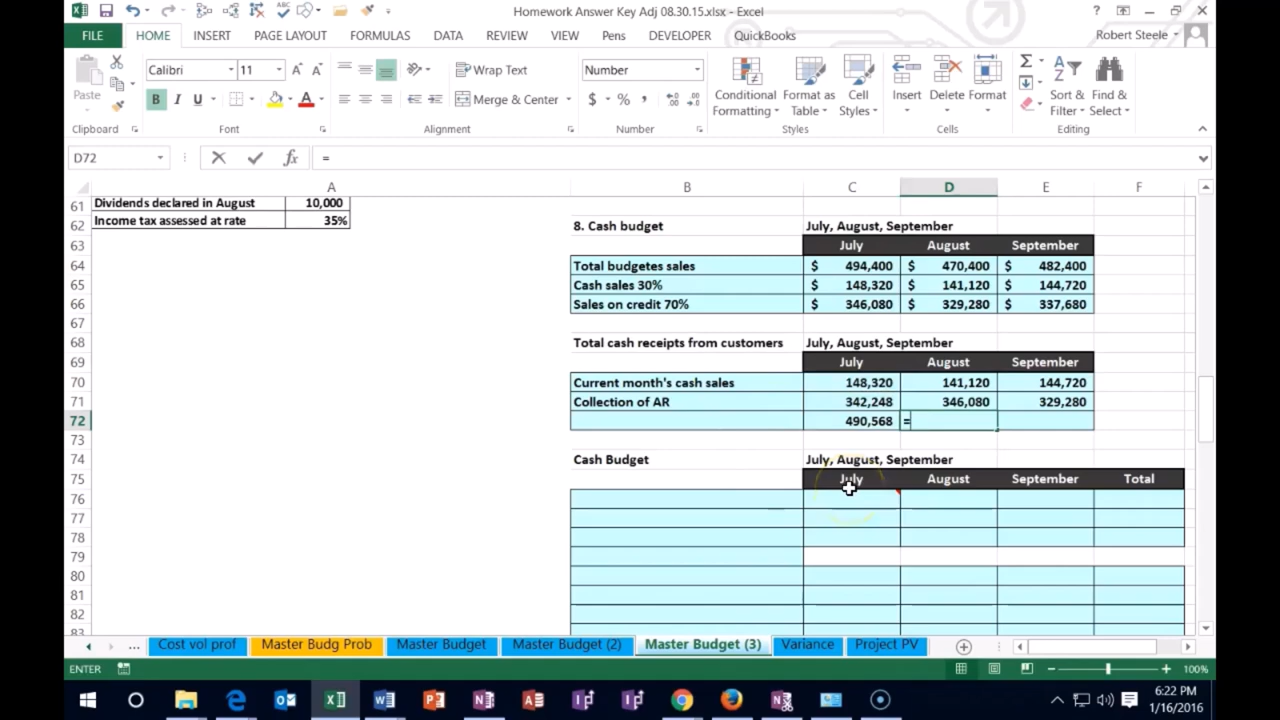 Homework Answer Key Adj 08.30.15.xlsx - Excel
FILE HOME INSERT PAGE LAYOUT FORMULAS DATA REVIEW VIEW Pens DEVELOPER QuickBooks Robert Steele
Calibri 11 Wrap Text Number
Paste B I U A Merge & Center $ % Conditional Formatting Format as Table Cell Styles Insert Delete Format Sort & Filter Find & Select
Clipboard Font Alignment Number Styles Cells Editing
D72 fx =
A B C D E F
61 Dividends declared in August 10,000
62 Income tax assessed at rate 35% 8. Cash budget July, August, September
63 July August September
64 Total budgetes sales $ 494,400 $ 470,400 $ 482,400
65 Cash sales 30% $ 148,320 $ 141,120 $ 144,720
66 Sales on credit 70% $ 346,080 $ 329,280 $ 337,680
67
68 Total cash receipts from customers July, August, September
69 July August September
70 Current month's cash sales 148,320 141,120 144,720
71 Collection of AR 342,248 346,080 329,280
72 490,568 =
73
74 Cash Budget July, August, September
75 July August September Total
76
77
78
79
80
81
82
83
... Cost vol prof Master Budg Prob Master Budget Master Budget (2) Master Budget (3) Variance Project PV
ENTER 100%
6:22 PM
1/16/2016